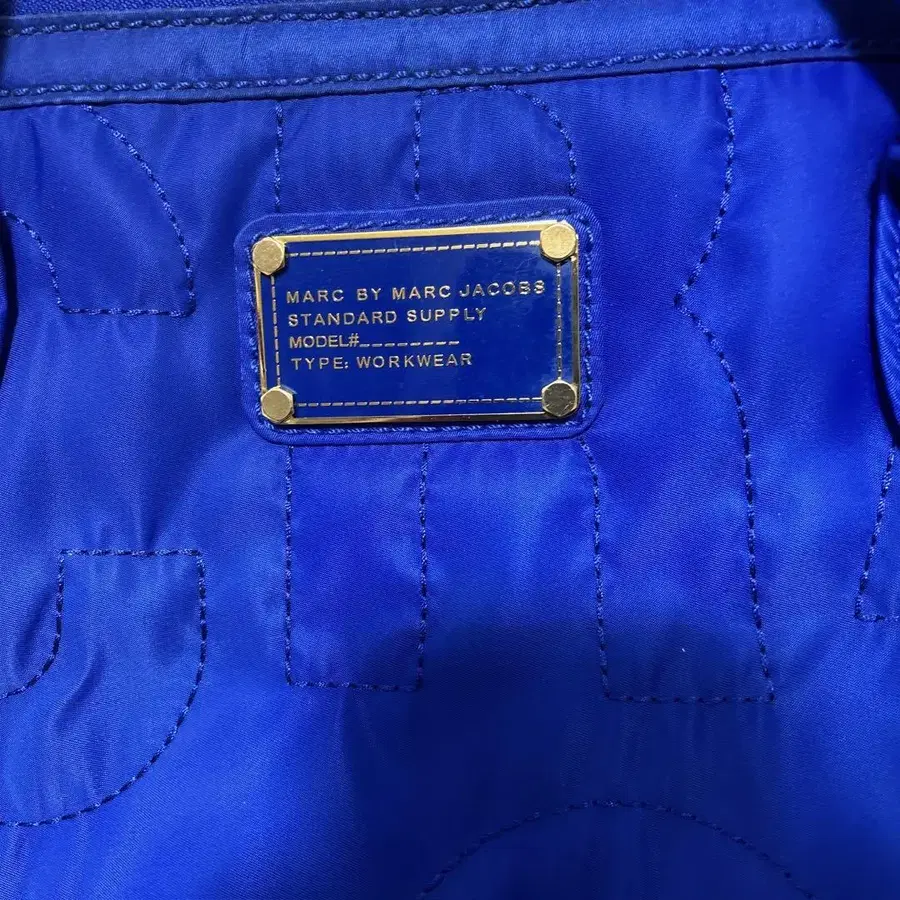 MARC BY MARC JACOBS
STANDARD SUPPLY
MODEL#________
TYPE: WORKWEAR